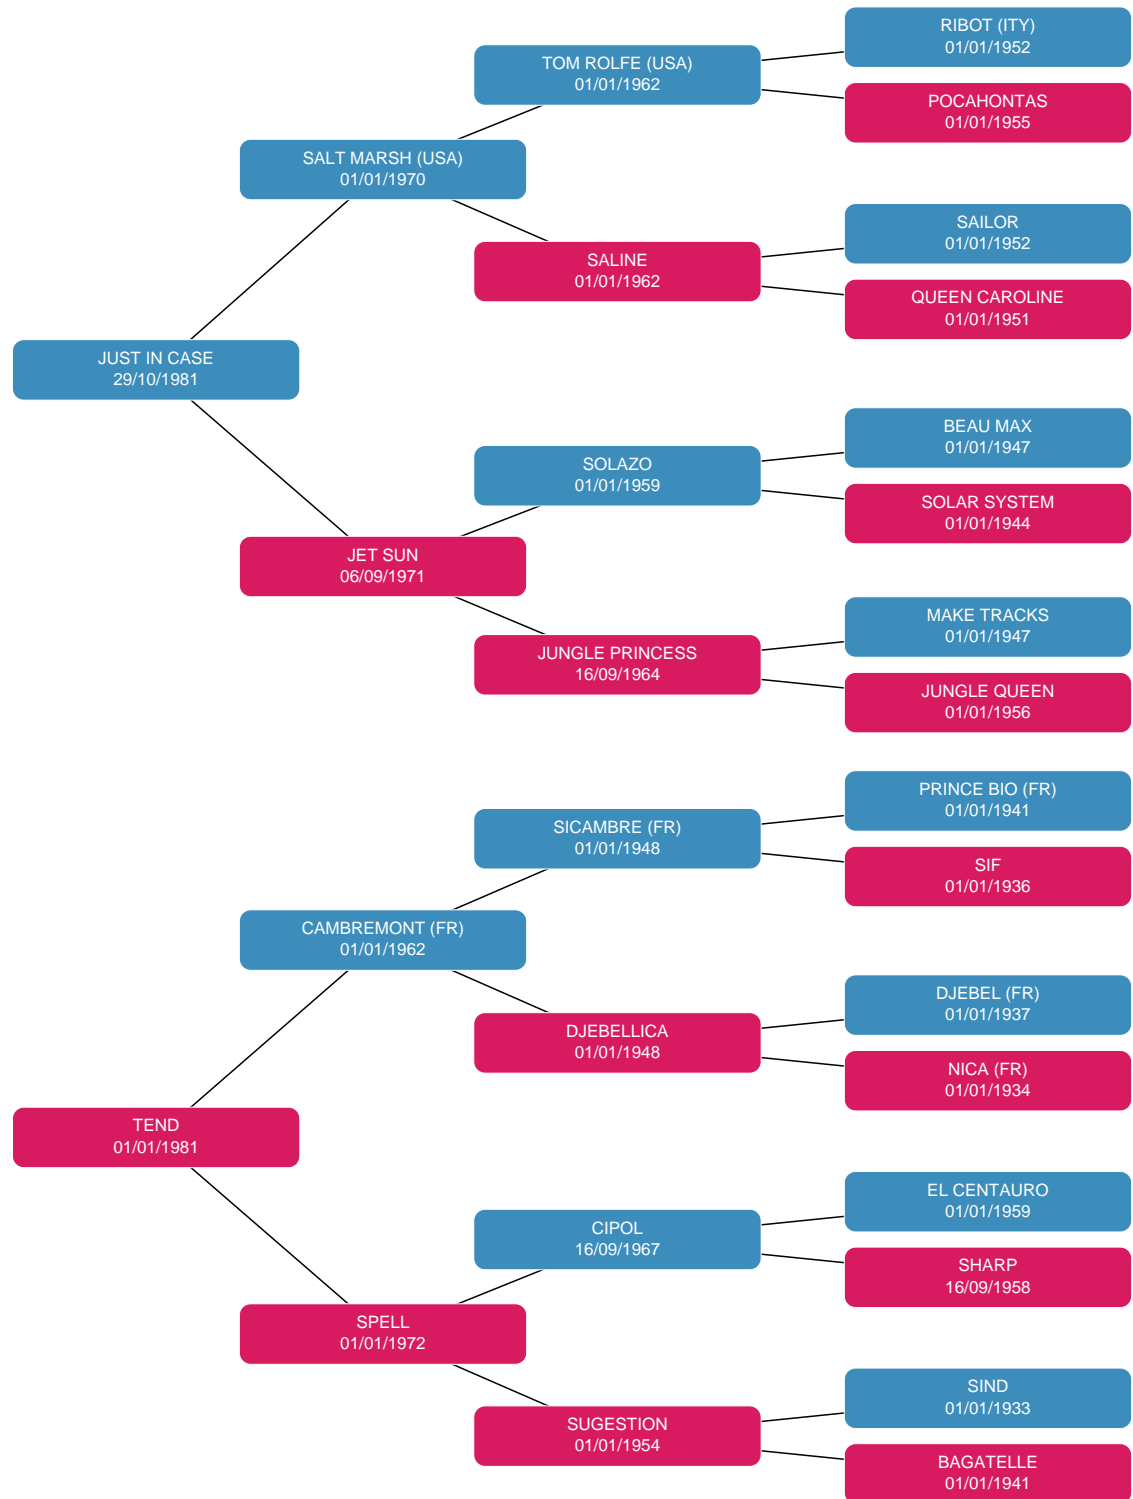 RIBOT (ITY)
01/01/1952
TOM ROLFE (USA)
01/01/1962
POCAHONTAS
01/01/1955
SALT MARSH (USA)
01/01/1970
SAILOR
01/01/1952
SALINE
01/01/1962
QUEEN CAROLINE
01/01/1951
JUST IN CASE
29/10/1981
BEAU MAX
01/01/1947
SOLAZO
01/01/1959
SOLAR SYSTEM
01/01/1944
JET SUN
06/09/1971
MAKE TRACKS
01/01/1947
JUNGLE PRINCESS
16/09/1964
JUNGLE QUEEN
01/01/1956
PRINCE BIO (FR)
01/01/1941
SICAMBRE (FR)
01/01/1948
SIF
01/01/1936
CAMBREMONT (FR)
01/01/1962
DJEBEL (FR)
01/01/1937
DJEBELLICA
01/01/1948
NICA (FR)
01/01/1934
TEND
01/01/1981
EL CENTAURO
01/01/1959
CIPOL
16/09/1967
SHARP
16/09/1958
SPELL
01/01/1972
SIND
01/01/1933
SUGESTION
01/01/1954
BAGATELLE
01/01/1941